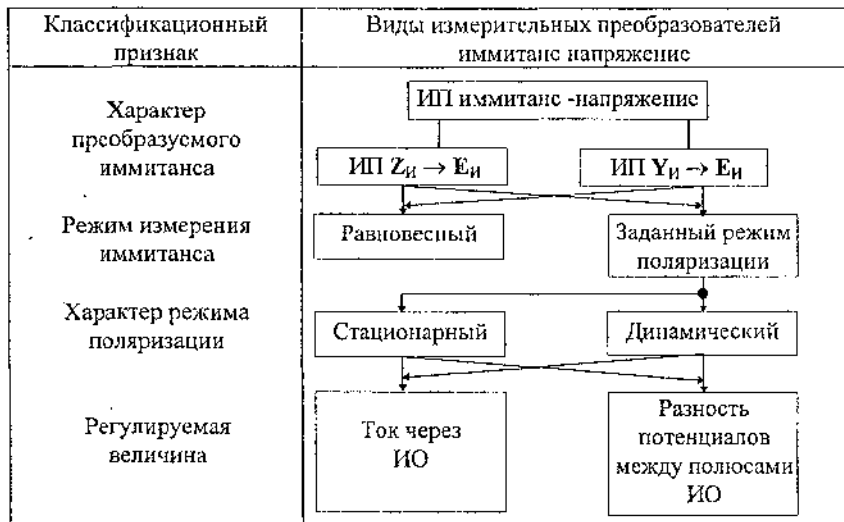 Классификационный
признак
Виды измерительных преобразователей
иммитанс напряжение
Характер
преобразуемого
иммитанса
ИП иммитанс -напряжение
ИП Zи → Eи
ИП Yи → Eи
Режим измерения
иммитанса
Равновесный
Заданный режим
поляризации
Характер режима
поляризации
Стационарный
Динамический
Регулируемая
величина
Ток через
ИО
Разность
потенциалов
между полюсами
ИО